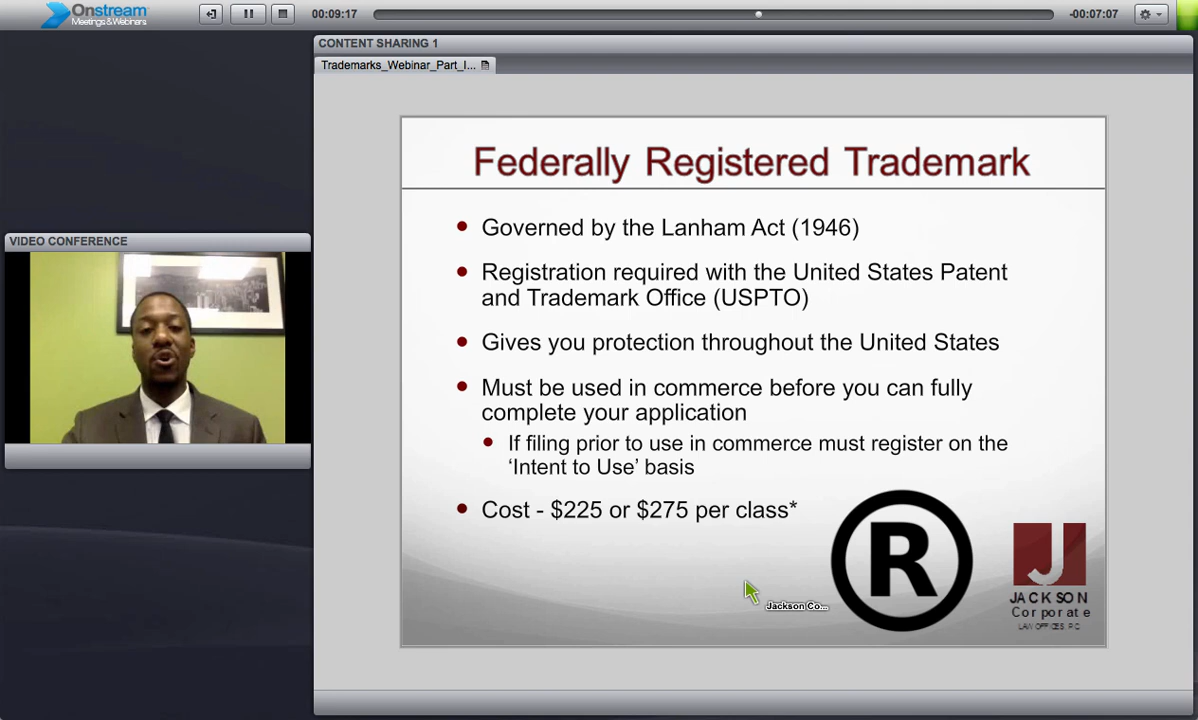 Onstream
Meetings&Webinars
00:09:17
-00:07:07
CONTENT SHARING 1
Trademarks_Webinar_Part_I...
VIDEO CONFERENCE
Federally Registered Trademark
• Governed by the Lanham Act (1946)
• Registration required with the United States Patent
and Trademark Office (USPTO)
• Gives you protection throughout the United States
• Must be used in commerce before you can fully
complete your application
• If filing prior to use in commerce must register on the
‘Intent to Use’ basis
• Cost - $225 or $275 per class*
®
Jackson Co...
J
JACKSON
Corporate
LAW OFFICES P.C.